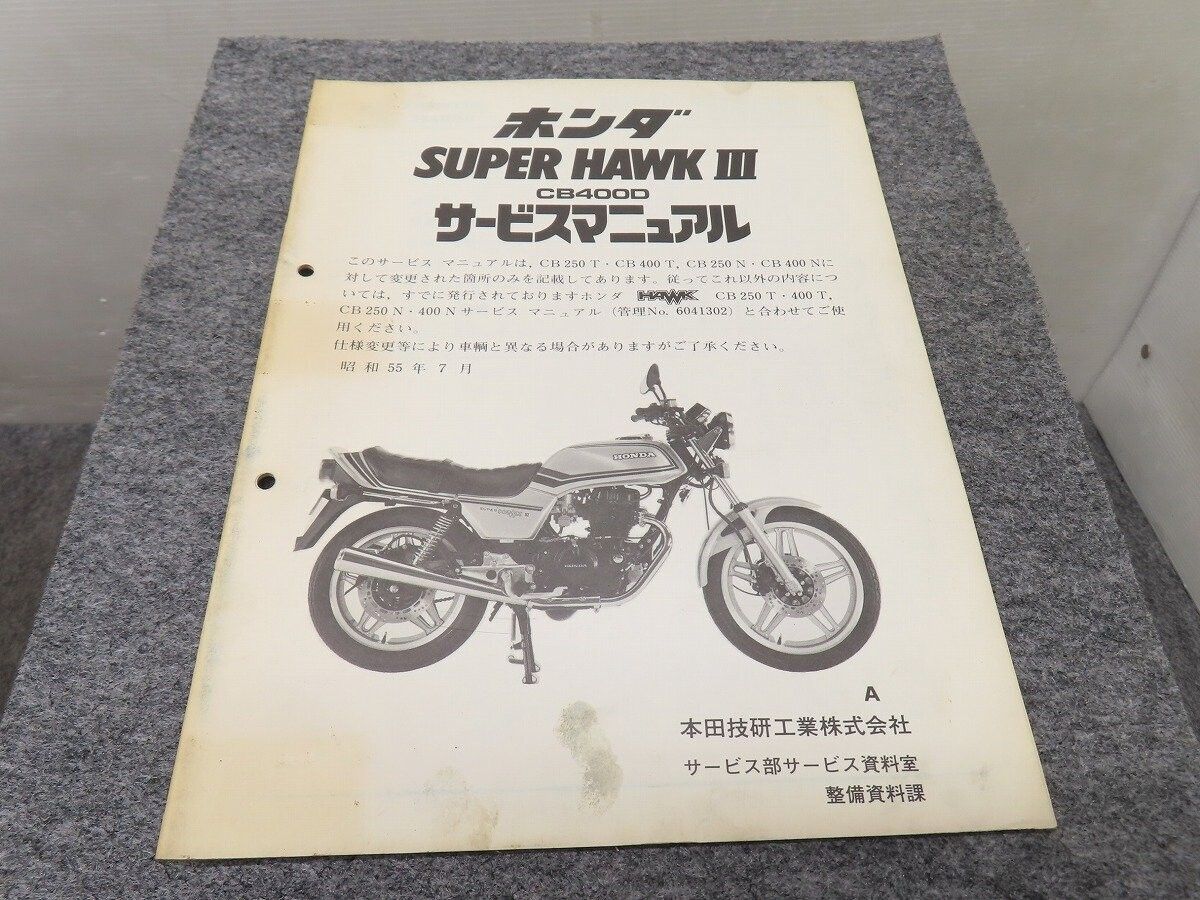 ホンダ
SUPER HAWK III
CB400D
サービスマニュアル
このサービス マニュアルは, CB 250 T・CB 400 T, CB 250 N・CB 400 Nに
対して変更された箇所のみを記載してあります。従ってこれ以外の内容につ
いては, すでに発行されておりますホンダ HAWK CB 250 T・400 T,
CB 250 N・400 N サービス マニュアル (管理No. 6041302) と合わせてご使
用ください。
仕様変更等により車輌と異なる場合がありますがご了承ください。
昭和 55 年 7 月
HONDA
SUPER HAWK III
HONDA
A
本田技研工業株式会社
サービス部サービス資料室
整備資料課